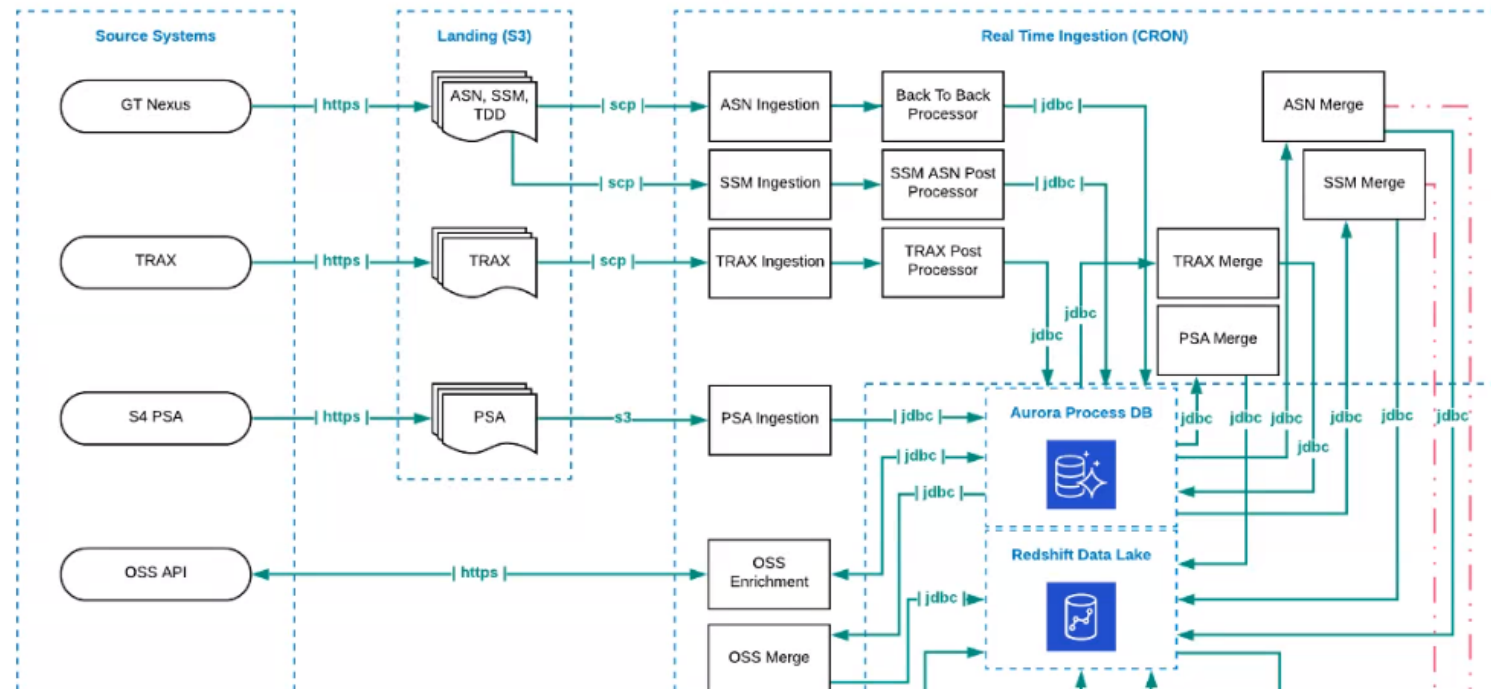 Source Systems
Landing (S3)
Real Time Ingestion (CRON)
GT Nexus
| https |
ASN, SSM,
TDD
| scp |
ASN Ingestion
Back To Back
Processor
| jdbc |
ASN Merge
| scp |
SSM Ingestion
SSM ASN Post
Processor
| jdbc |
SSM Merge
TRAX
| https |
TRAX
| scp |
TRAX Ingestion
TRAX Post
Processor
TRAX Merge
jdbc
jdbc
PSA Merge
S4 PSA
| https |
PSA
s3
PSA Ingestion
| jdbc |
Aurora Process DB
jdbc
jdbc
jdbc
jdbc
jdbc
jdbc
jdbc
| jdbc |
| jdbc |
OSS API
| https |
OSS
Enrichment
Redshift Data Lake
| jdbc |
OSS Merge